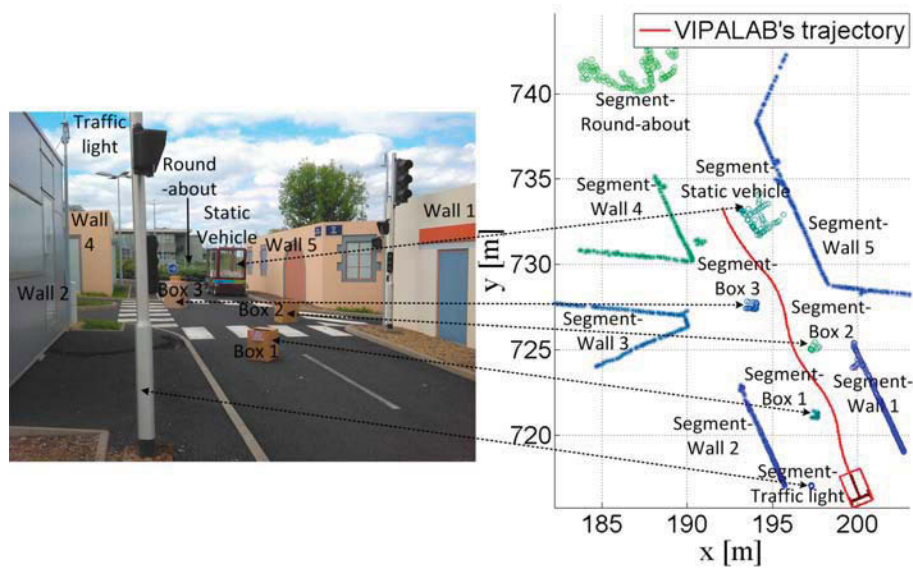 Traffic
light
Round
-about
Static
Vehicle
Wall
4
Wall 5
Wall 1
Wall 2
Box 3
Box 2
Box 1
VIPALAB's trajectory
Segment-
Round-about
Segment-
Static vehicle
Segment-
Wall 4
Segment-
Wall 5
Segment-
Box 3
Segment-
Box 2
Segment-
Wall 3
Segment-
Box 1
Segment-
Wall 1
Segment-
Wall 2
Segment-
Traffic light
740
735
730
725
720
y [m]
185 190 195 200
x [m]